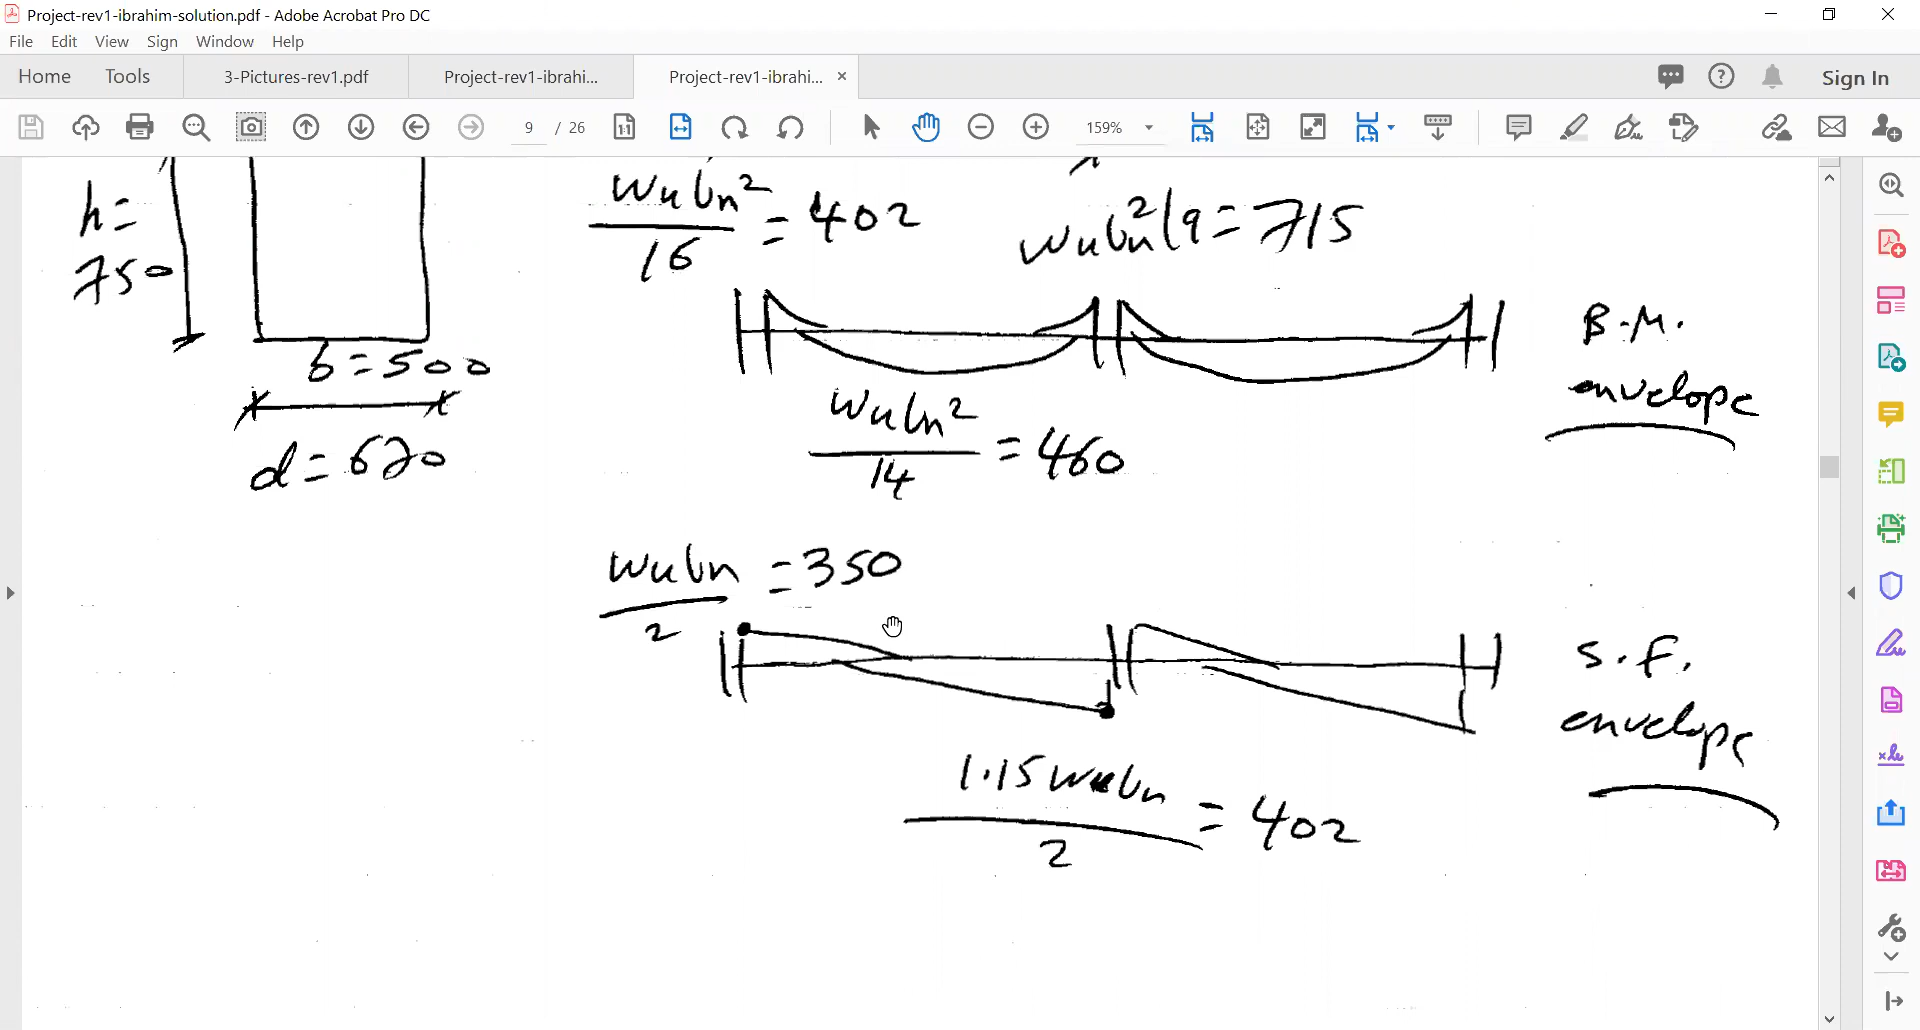 Project-rev1-ibrahim-solution.pdf - Adobe Acrobat Pro DC
File Edit View Sign Window Help
Home Tools 3-Pictures-rev1.pdf Project-rev1-ibrahi... Project-rev1-ibrahi... × Sign In
9 / 26 159%
h=
750
b=500
d=620
wuln²
16
=402
wuln²/9=715
B.M.
envelope
wuln²
14
=460
wuln
2
=350
S.F.
envelope
1.15wuln
2
=402